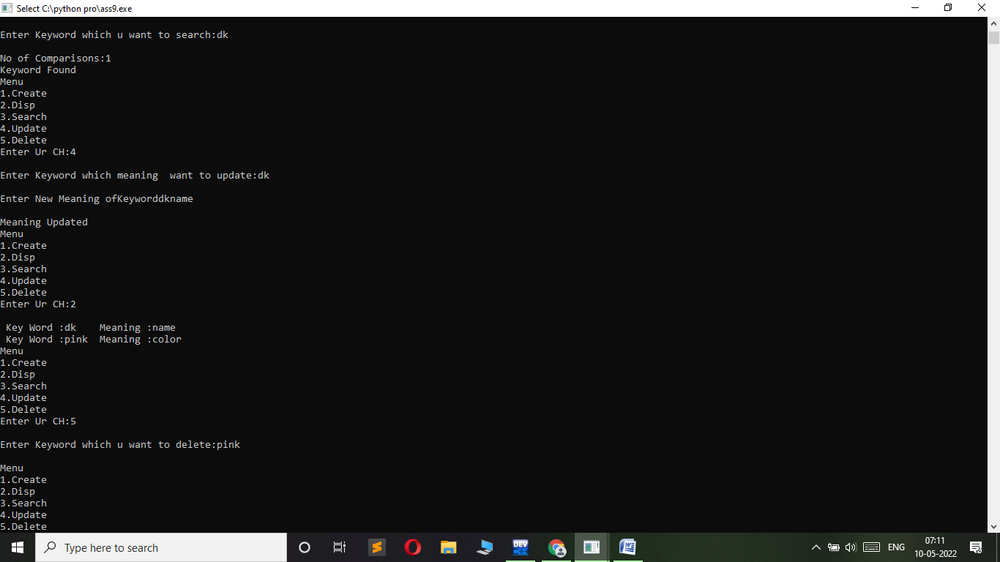 Select C:\python pro\ass9.exe
Enter Keyword which u want to search:dk
No of Comparisons:1
Keyword Found
Menu
1.Create
2.Disp
3.Search
4.Update
5.Delete
Enter Ur CH:4
Enter Keyword which meaning  want to update:dk
Enter New Meaning ofKeyworddkname
Meaning Updated
Menu
1.Create
2.Disp
3.Search
4.Update
5.Delete
Enter Ur CH:2
Key Word :dk    Meaning :name
Key Word :pink  Meaning :color
Menu
1.Create
2.Disp
3.Search
4.Update
5.Delete
Enter Ur CH:5
Enter Keyword which u want to delete:pink
Menu
1.Create
2.Disp
3.Search
4.Update
5.Delete
Type here to search
DEV
W
ENG
07:11
10-05-2022